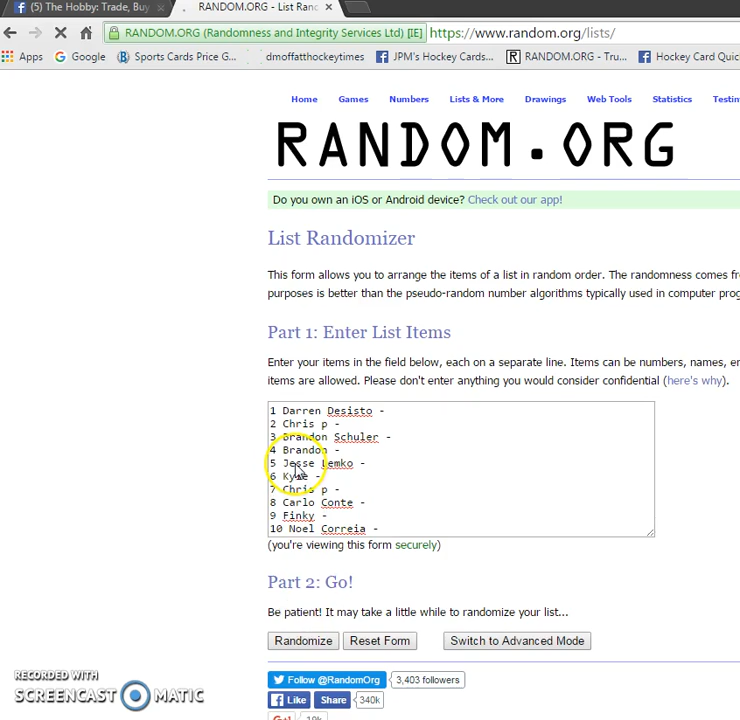 (5) The Hobby: Trade, Buy
RANDOM.ORG - List Ran
RANDOM.ORG (Randomness and Integrity Services Ltd) [IE]
https://www.random.org/lists/
Apps
Google
Sports Cards Price G...
dmoffatthockeytimes
JPM's Hockey Cards...
RANDOM.ORG - Tru...
Hockey Card Quic
Home
Games
Numbers
Lists & More
Drawings
Web Tools
Statistics
Testin
RANDOM.ORG
Do you own an iOS or Android device? Check out our app!
List Randomizer
This form allows you to arrange the items of a list in random order. The randomness comes fr
purposes is better than the pseudo-random number algorithms typically used in computer prog
Part 1: Enter List Items
Enter your items in the field below, each on a separate line. Items can be numbers, names, e
items are allowed. Please don't enter anything you would consider confidential (here's why).
1 Darren Desisto -
2 Chris p -
3 Brandon Schuler -
4 Brandon -
5 Jesse Lemko -
6 Kyle -
7 Chris p -
8 Carlo Conte -
9 Finky -
10 Noel Correia -
(you're viewing this form securely)
Part 2: Go!
Be patient! It may take a little while to randomize your list...
Randomize
Reset Form
Switch to Advanced Mode
Follow @RandomOrg
3,403 followers
Like
Share
340k
RECORDED WITH
SCREENCAST MATIC